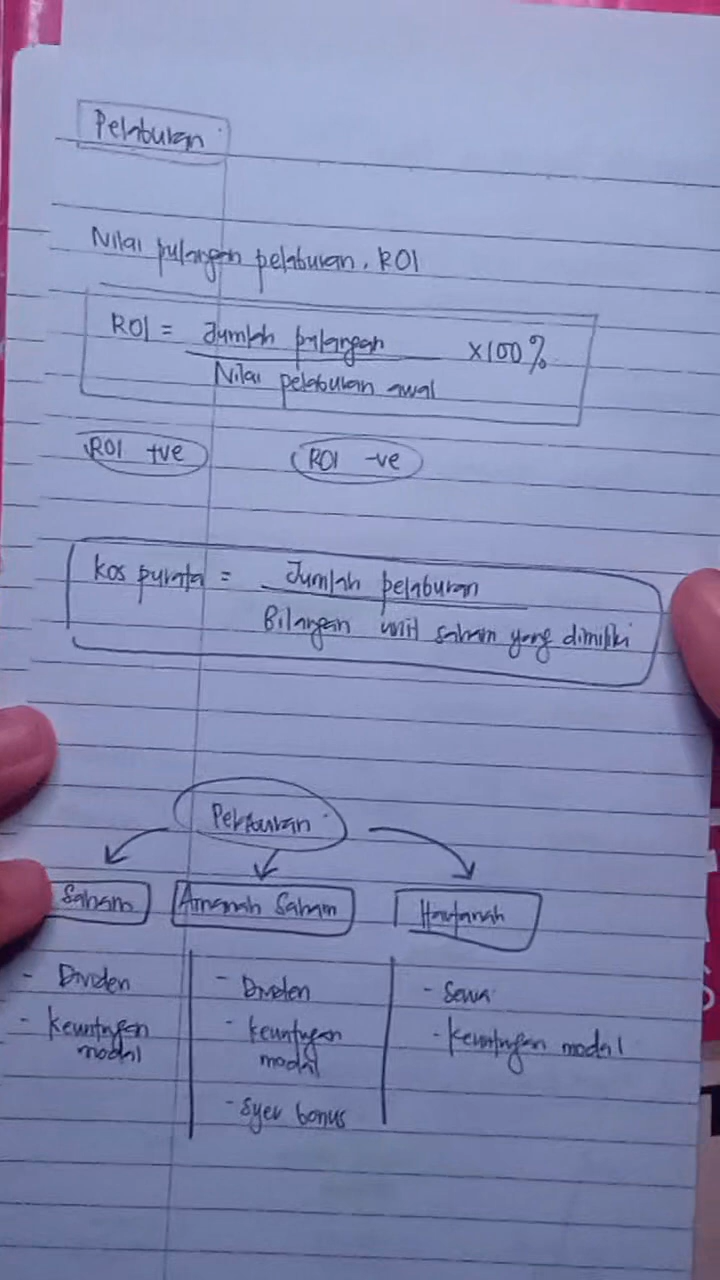 Pelaburan
Nilai pulangan pelaburan, ROI
ROI = Jumlah pulangan x100%
Nilai pelaburan awal
ROI +ve ROI -ve
Kos purata = Jumlah pelaburan
Bilangan unit saham yang dimiliki
Pelaburan
Saham Amanah Saham Hartanah
- Dividen
- Keuntungan
modal
- Dividen
- Keuntungan
modal
- Syer bonus
- Sewa
- Keuntungan modal